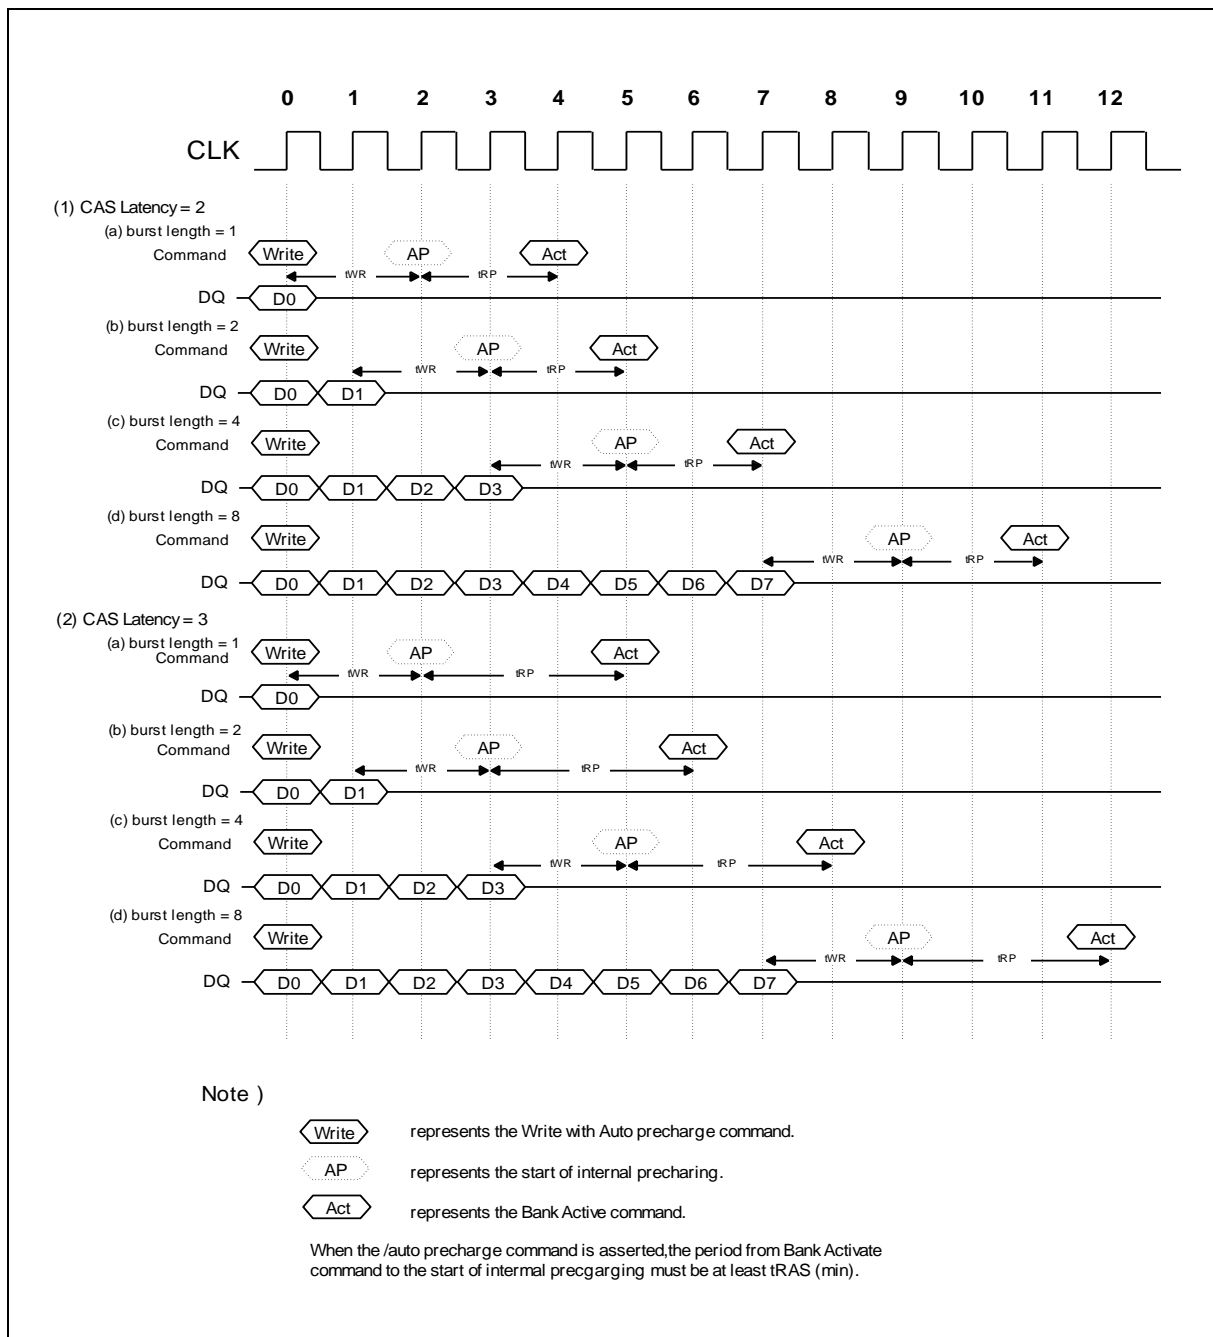 0 1 2 3 4 5 6 7 8 9 10 11 12
CLK
(1) CAS Latency = 2
(a) burst length = 1
Command Write AP Act
tWR tRP
DQ D0
(b) burst length = 2
Command Write AP Act
tWR tRP
DQ D0 D1
(c) burst length = 4
Command Write AP Act
tWR tRP
DQ D0 D1 D2 D3
(d) burst length = 8
Command Write AP Act
tWR tRP
DQ D0 D1 D2 D3 D4 D5 D6 D7
(2) CAS Latency = 3
(a) burst length = 1
Command Write AP Act
tWR tRP
DQ D0
(b) burst length = 2
Command Write AP Act
tWR tRP
DQ D0 D1
(c) burst length = 4
Command Write AP Act
tWR tRP
DQ D0 D1 D2 D3
(d) burst length = 8
Command Write AP Act
tWR tRP
DQ D0 D1 D2 D3 D4 D5 D6 D7
Note )
Write represents the Write with Auto precharge command.
AP represents the start of internal precharing.
Act represents the Bank Active command.
When the /auto precharge command is asserted,the period from Bank Activate
command to the start of intermal precgarging must be at least tRAS (min).